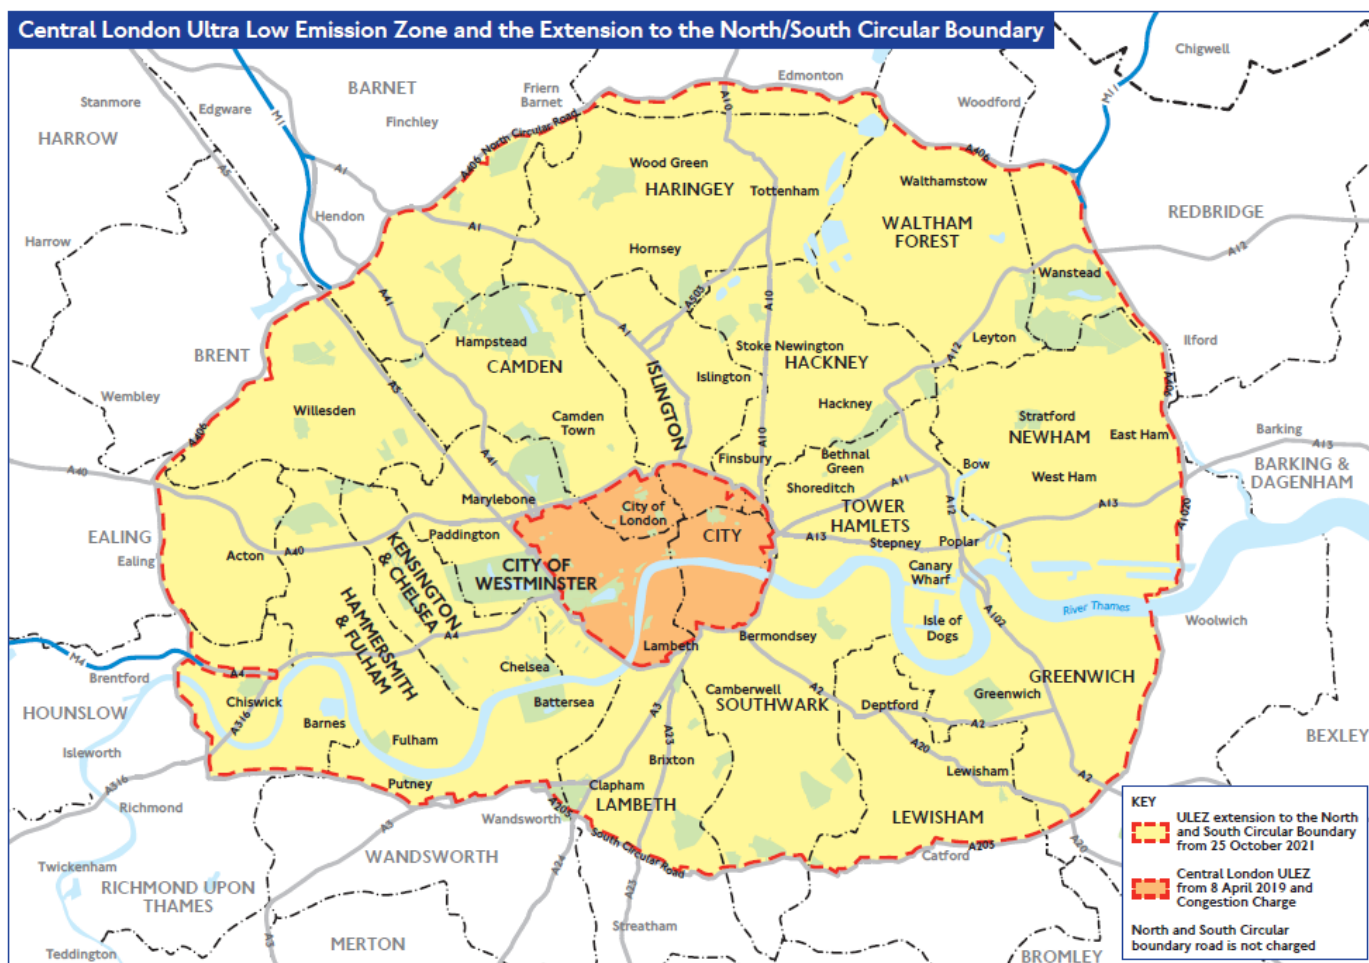 Central London Ultra Low Emission Zone and the Extension to the North/South Circular Boundary
Chigwell
Edmonton
BARNET
Friern
Barnet
Woodford
M11
Stanmore
Edgware
M1
Finchley
A10
HARROW
A5
A406 North Circular Road
A406
A1
Wood Green
HARINGEY
Tottenham
Walthamstow
REDBRIDGE
Hendon
A1
WALTHAM
FOREST
Harrow
Hornsey
A12
Wanstead
A41
A503
A10
A1
Hampstead
Stoke Newington
HACKNEY
Leyton
Ilford
BRENT
CAMDEN
A12
Islington
ISLINGTON
A5
A406
Wembley
Willesden
Camden
Town
Hackney
Stratford
NEWHAM
East Ham
A406
A10
Barking
A13
A41
Finsbury
Bethnal
Green
Bow
BARKING &
DAGENHAM
A40
Shoreditch
A11
West Ham
Marylebone
City of
London
TOWER
HAMLETS
A12
A13
A1020
EALING
Paddington
CITY
A13
Stepney
Poplar
Ealing
Acton
A40
KENSINGTON
& CHELSEA
CITY OF
WESTMINSTER
Canary
Wharf
HAMMERSMITH
& FULHAM
River Thames
Woolwich
A102
Isle of
Dogs
A4
Lambeth
Bermondsey
M4
Brentford
A4
Chelsea
GREENWICH
HOUNSLOW
Chiswick
Battersea
Camberwell
SOUTHWARK
A2
Greenwich
Deptford
A3
A316
Barnes
A2
A23
BEXLEY
Isleworth
Fulham
A20
Brixton
Lewisham
A2
A316
Putney
Clapham
LAMBETH
Richmond
A205
Wandsworth
LEWISHAM
A3
South Circular Road
A205
A20
Catford
WANDSWORTH
A24
Twickenham
A23
RICHMOND UPON
THAMES
Streatham
A3
MERTON
Teddington
BROMLEY
KEY
ULEZ extension to the North
and South Circular Boundary
from 25 October 2021
Central London ULEZ
from 8 April 2019 and
Congestion Charge
North and South Circular
boundary road is not charged